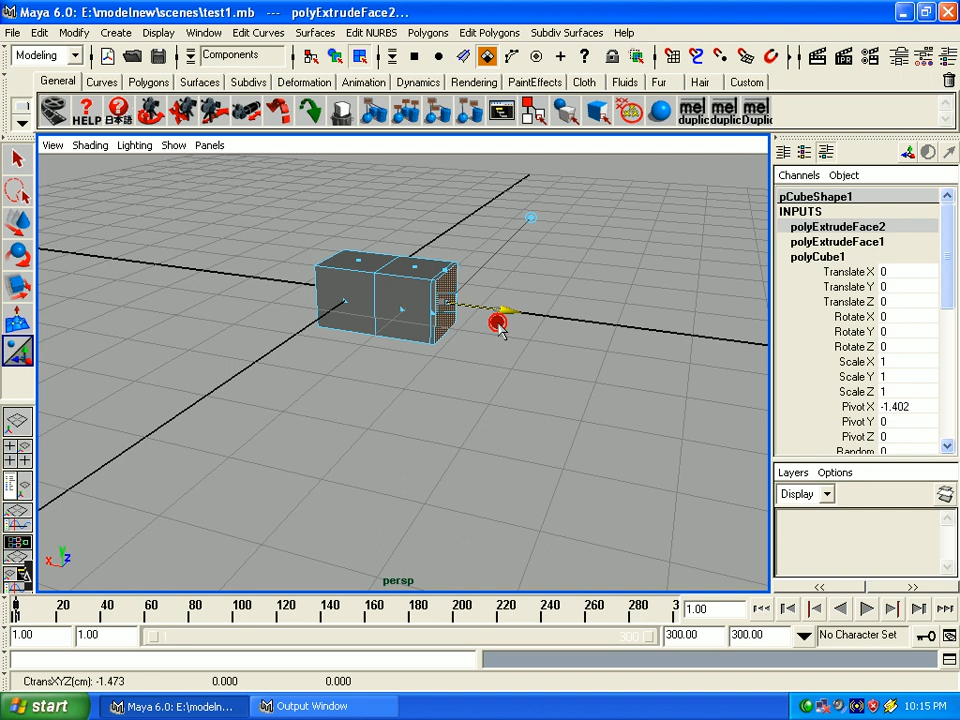 Maya 6.0: E:\modelnew\scenes\test1.mb --- polyExtrudeFace2...
File Edit Modify Create Display Window Edit Curves Surfaces Edit NURBS Polygons Edit Polygons Subdiv Surfaces Help
Modeling Components
General Curves Polygons Surfaces Subdivs Deformation Animation Dynamics Rendering PaintEffects Cloth Fluids Fur Hair Custom
HELP 日本語 mel mel mel
duplic duplic Duplic
View Shading Lighting Show Panels
Channels Object
pCubeShape1
INPUTS
polyExtrudeFace2
polyExtrudeFace1
polyCube1
Translate X 0
Translate Y 0
Translate Z 0
Rotate X 0
Rotate Y 0
Rotate Z 0
Scale X 1
Scale Y 1
Scale Z 1
Pivot X -1.402
Pivot Y 0
Pivot Z 0
Random 0
Layers Options
Display
x y z
persp
<< >>
20 40 60 80 100 120 140 160 180 200 220 240 260 280 3 1.00
1.00 1.00 1 300 300.00 300.00 No Character Set
CtransXYZ(cm): -1.473 0.000 0.000
start Maya 6.0: E:\modeln... Output Window 10:15 PM